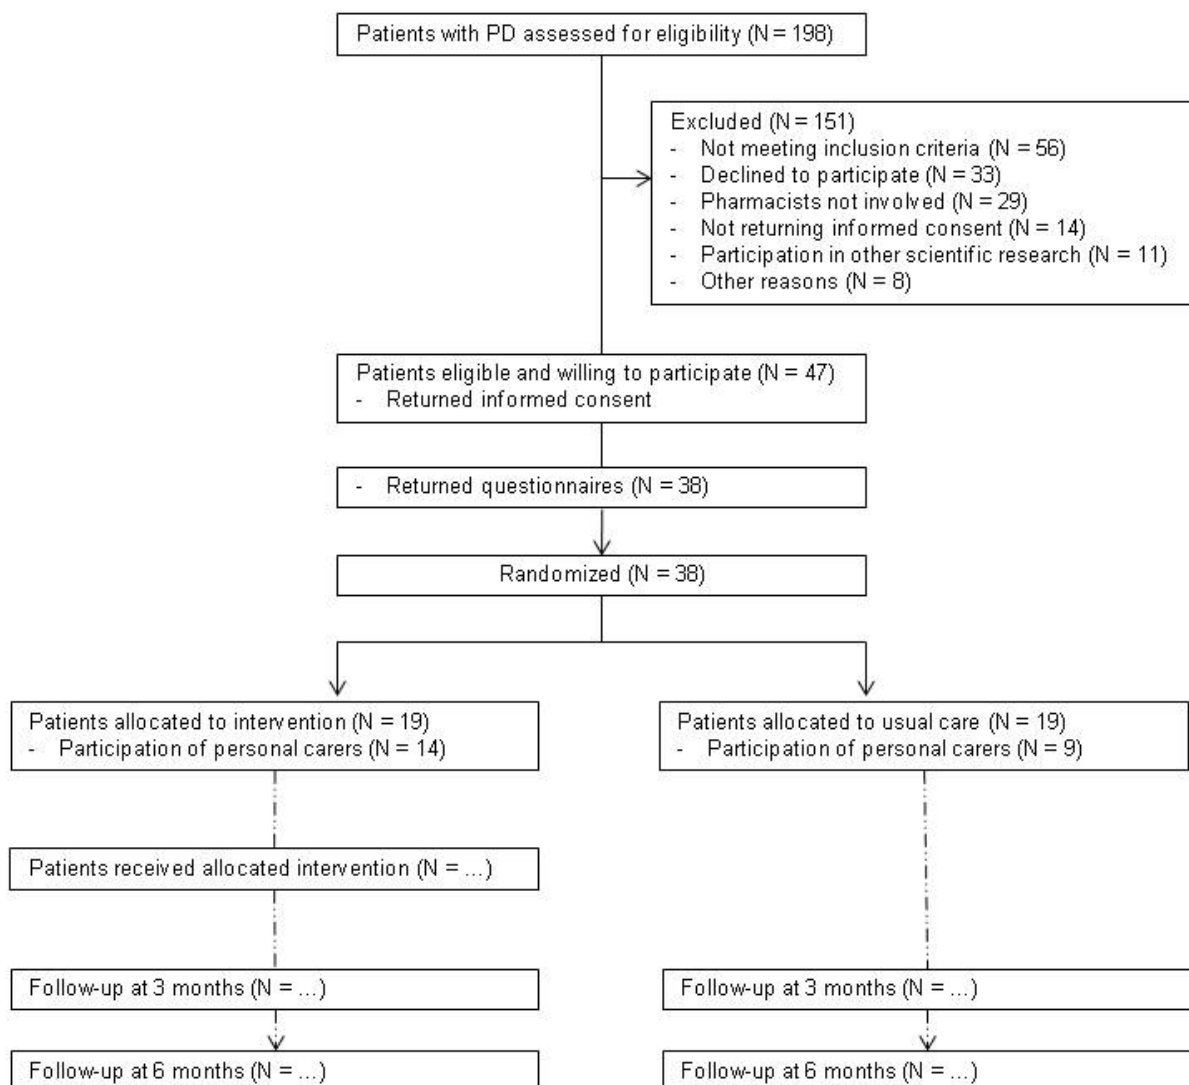 Patients with PD assessed for eligibility (N = 198)
Excluded (N = 151)
- Not meeting inclusion criteria (N = 56)
- Declined to participate (N = 33)
- Pharmacists not involved (N = 29)
- Not returning informed consent (N = 14)
- Participation in other scientific research (N = 11)
- Other reasons (N = 8)
Patients eligible and willing to participate (N = 47)
- Returned informed consent
- Returned questionnaires (N = 38)
Randomized (N = 38)
Patients allocated to intervention (N = 19)
- Participation of personal carers (N = 14)
Patients allocated to usual care (N = 19)
- Participation of personal carers (N = 9)
Patients received allocated intervention (N = ...)
Follow-up at 3 months (N = ...)
Follow-up at 3 months (N = ...)
Follow-up at 6 months (N = ...)
Follow-up at 6 months (N = ...)